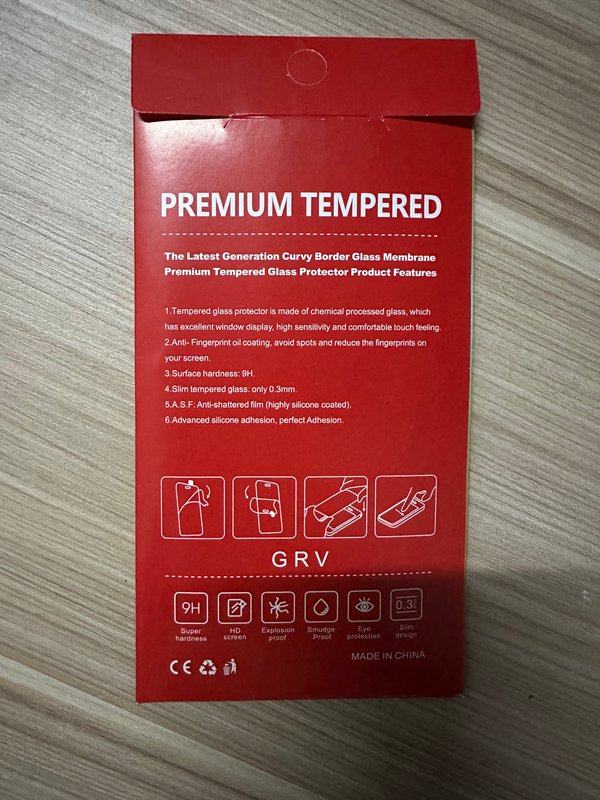 PREMIUM TEMPERED
The Latest Generation Curvy Border Glass Membrane
Premium Tempered Glass Protector Product Features
1.Tempered glass protector is made of chemical processed glass, which
has excellent window display, high sensitivity and comfortable touch feeling.
2.Anti- Fingerprint oil coating, avoid spots and reduce the fingerprints on
your screen.
3.Surface hardness: 9H.
4.Slim tempered glass: only 0.3mm.
5.A.S.F: Anti-shattered film (highly silicone coated).
6.Advanced silicone adhesion, perfect Adhesion.
GRV
9H
0.3
Super
hardness
HD
screen
Explosion
proof
Smudge
Proof
Eye
protection
Slim
design
CE
MADE IN CHINA